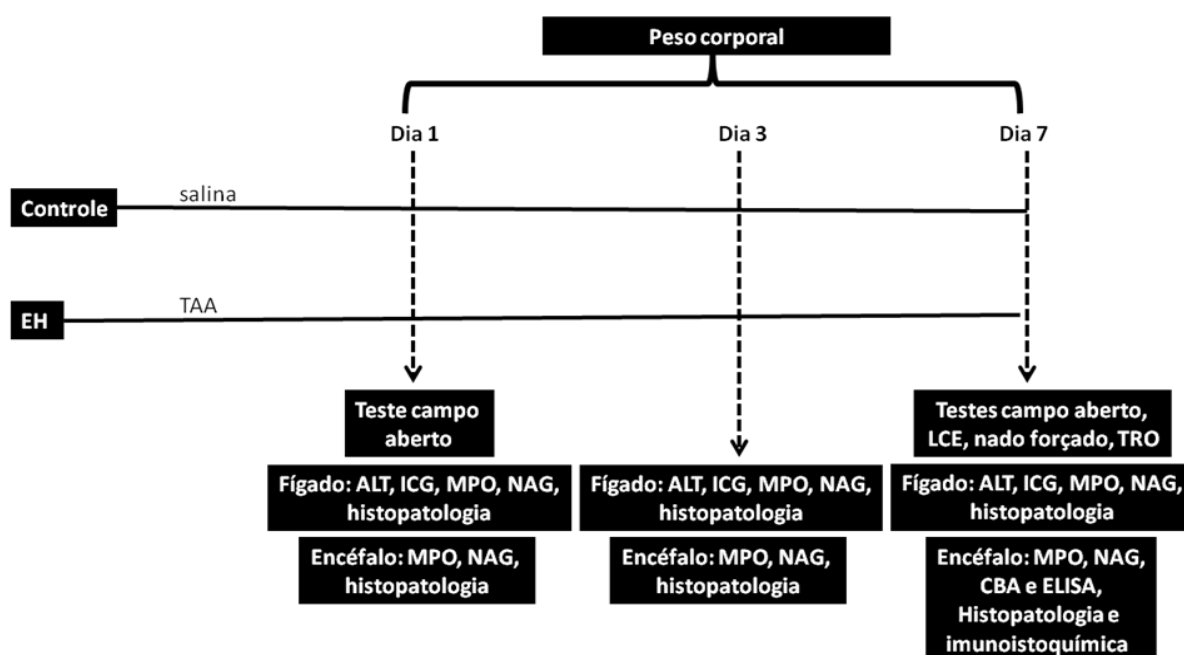 Peso corporal
Dia 1
Dia 3
Dia 7
salina
Controle
TAA
EH
Teste campo
aberto
Testes campo aberto,
LCE, nado forçado, TRO
Fígado: ALT, ICG, MPO, NAG,
histopatologia
Fígado: ALT, ICG, MPO, NAG,
histopatologia
Fígado: ALT, ICG, MPO, NAG,
histopatologia
Encéfalo: MPO, NAG,
histopatologia
Encéfalo: MPO, NAG,
histopatologia
Encéfalo: MPO, NAG,
CBA e ELISA,
Histopatologia e
imunoistoquímica